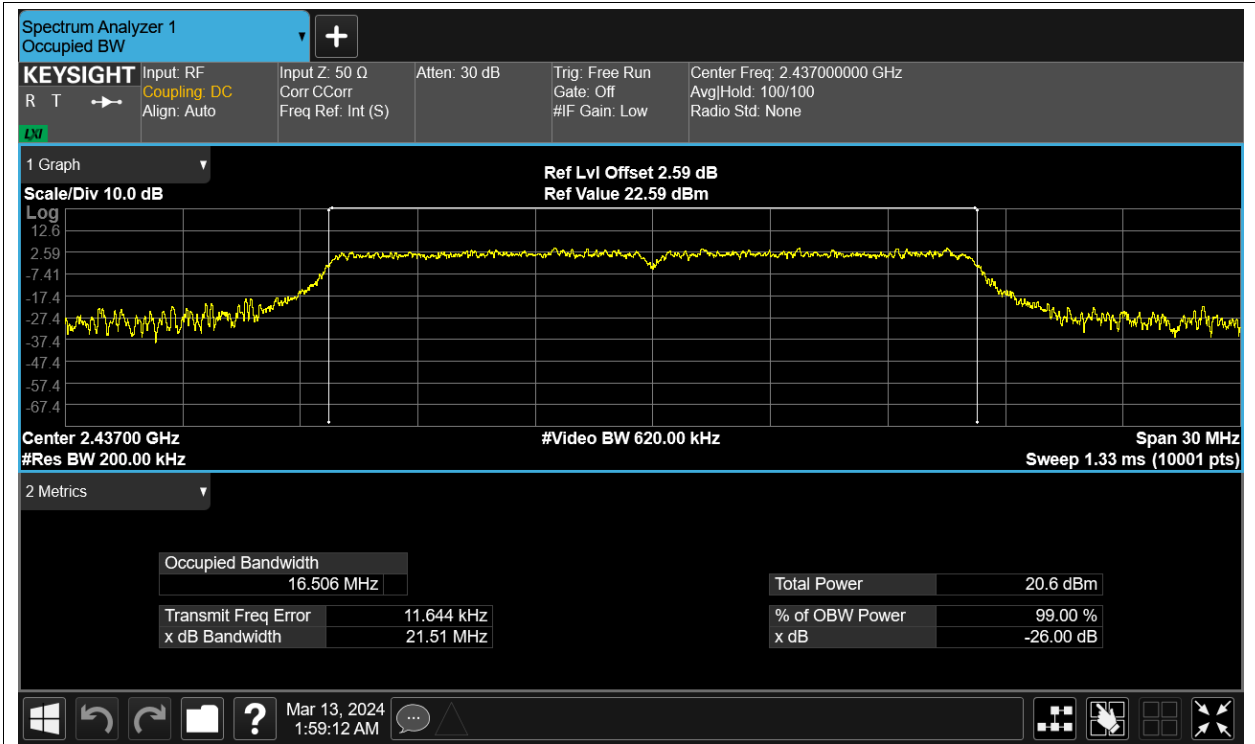 Spectrum Analyzer 1
Occupied BW
KEYSIGHT
R T
LXI
Input: RF
Coupling: DC
Align: Auto
Input Z: 50 Ω
Corr CCorr
Freq Ref: Int (S)
Atten: 30 dB
Trig: Free Run
Gate: Off
#IF Gain: Low
Center Freq: 2.437000000 GHz
Avg|Hold: 100/100
Radio Std: None
1 Graph
Scale/Div 10.0 dB
Ref Lvl Offset 2.59 dB
Ref Value 22.59 dBm
Log
12.6
2.59
-7.41
-17.4
-27.4
-37.4
-47.4
-57.4
-67.4
Center 2.43700 GHz
#Video BW 620.00 kHz
Span 30 MHz
#Res BW 200.00 kHz
Sweep 1.33 ms (10001 pts)
2 Metrics
Occupied Bandwidth
16.506 MHz
Transmit Freq Error 11.644 kHz
x dB Bandwidth 21.51 MHz
Total Power 20.6 dBm
% of OBW Power 99.00 %
x dB -26.00 dB
?
Mar 13, 2024
1:59:12 AM